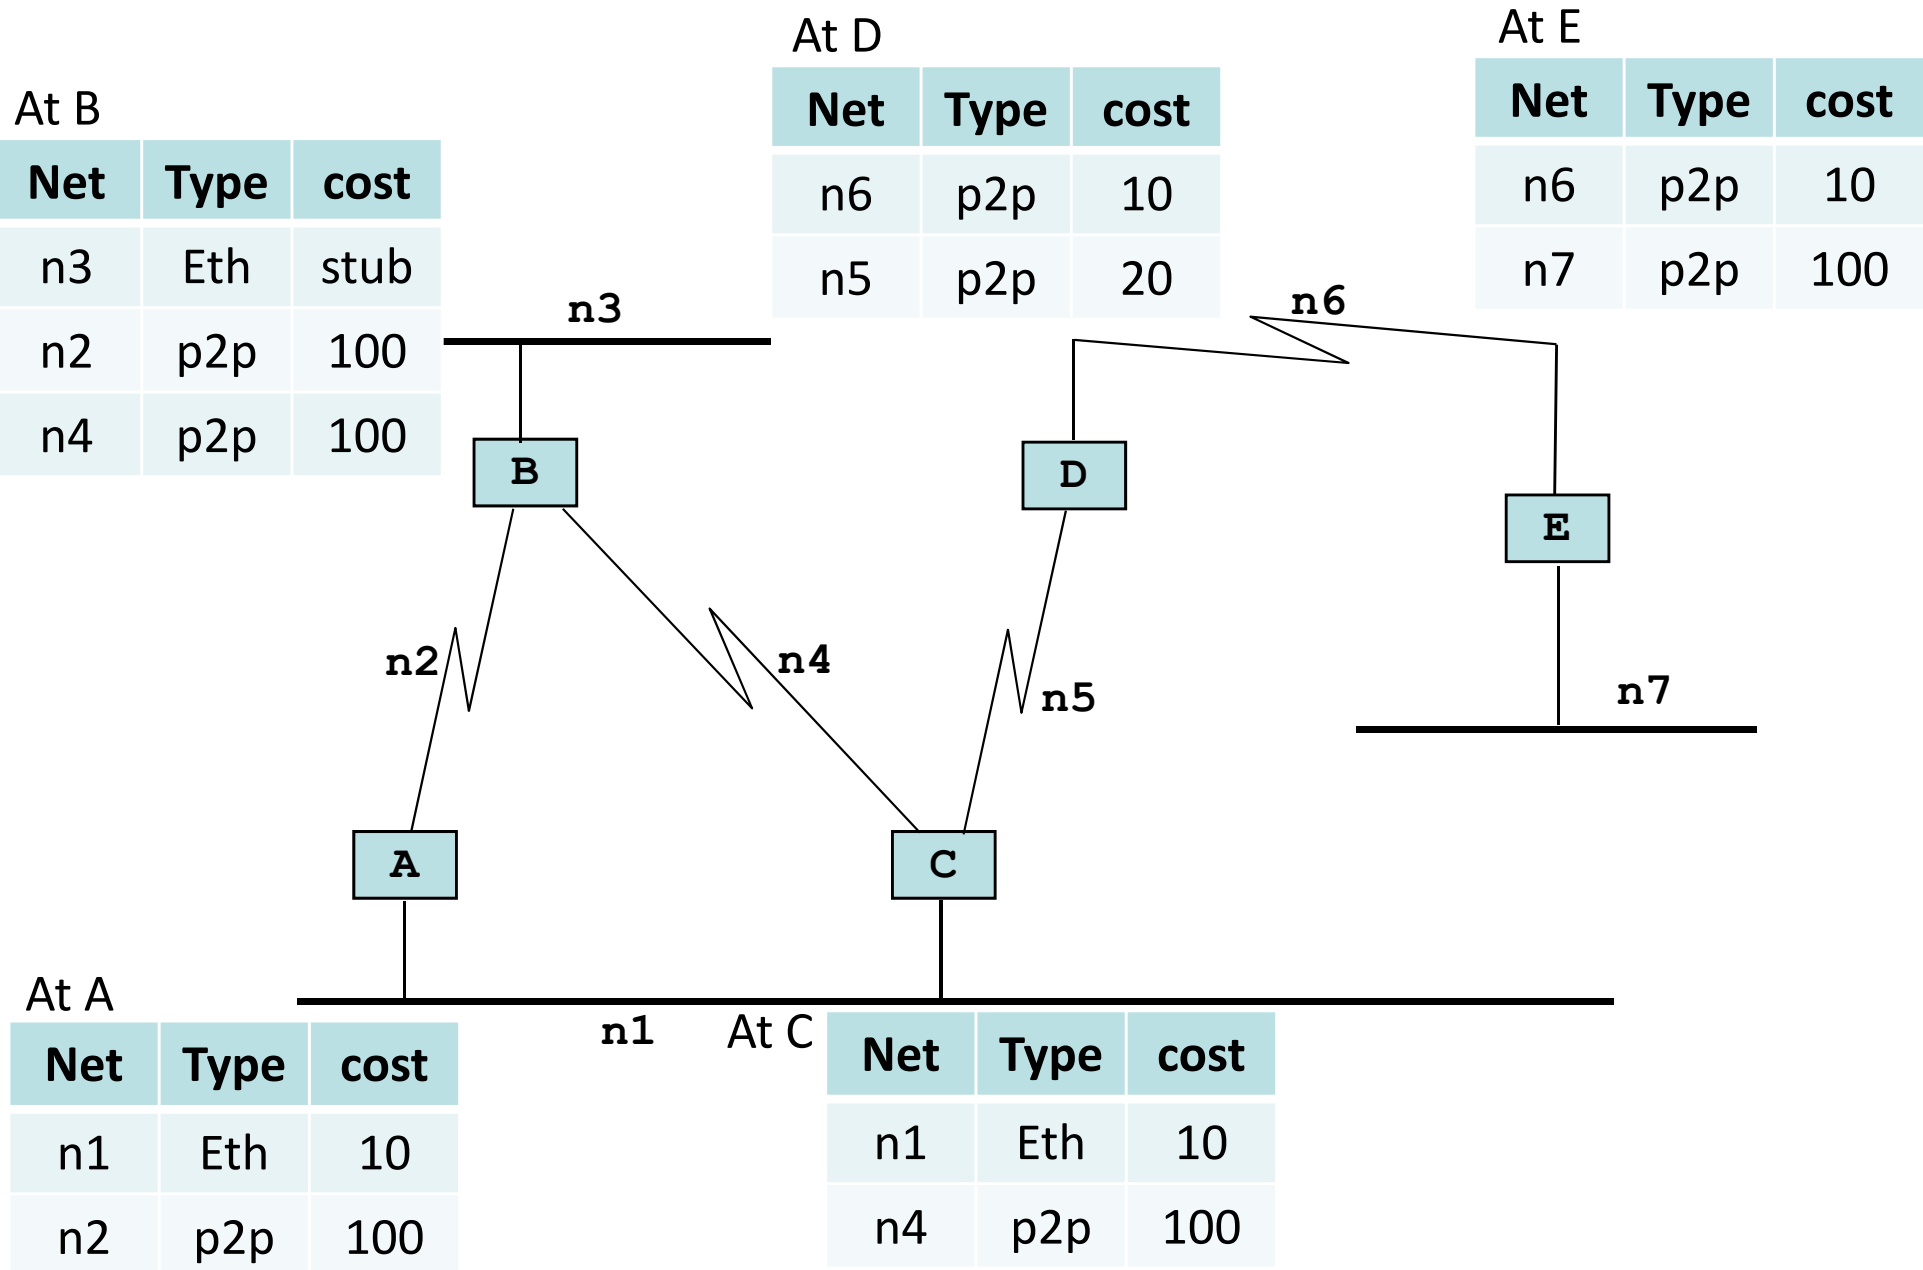 At B
Net Type cost
n3 Eth stub
n2 p2p 100
n4 p2p 100
At D
Net Type cost
n6 p2p 10
n5 p2p 20
At E
Net Type cost
n6 p2p 10
n7 p2p 100
n3
n6
B
D
E
n2
n4
n5
n7
A
C
n1
At A
Net Type cost
n1 Eth 10
n2 p2p 100
At C
Net Type cost
n1 Eth 10
n4 p2p 100